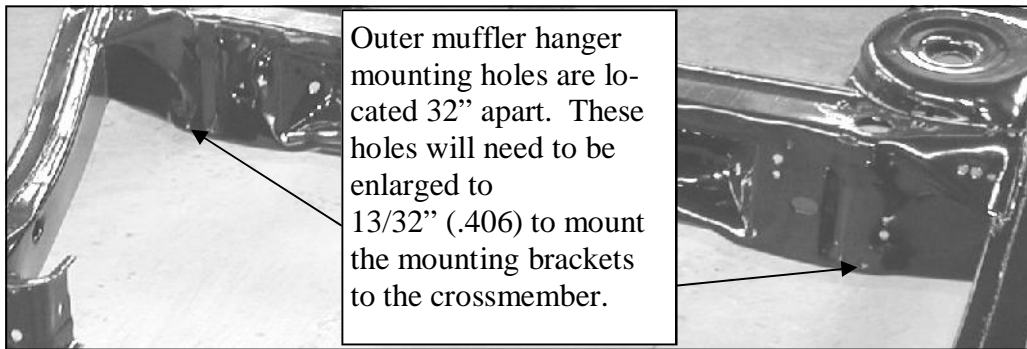 Outer muffler hanger
mounting holes are lo-
cated 32” apart.  These
holes will need to be
enlarged to
13/32” (.406) to mount
the mounting brackets
to the crossmember.